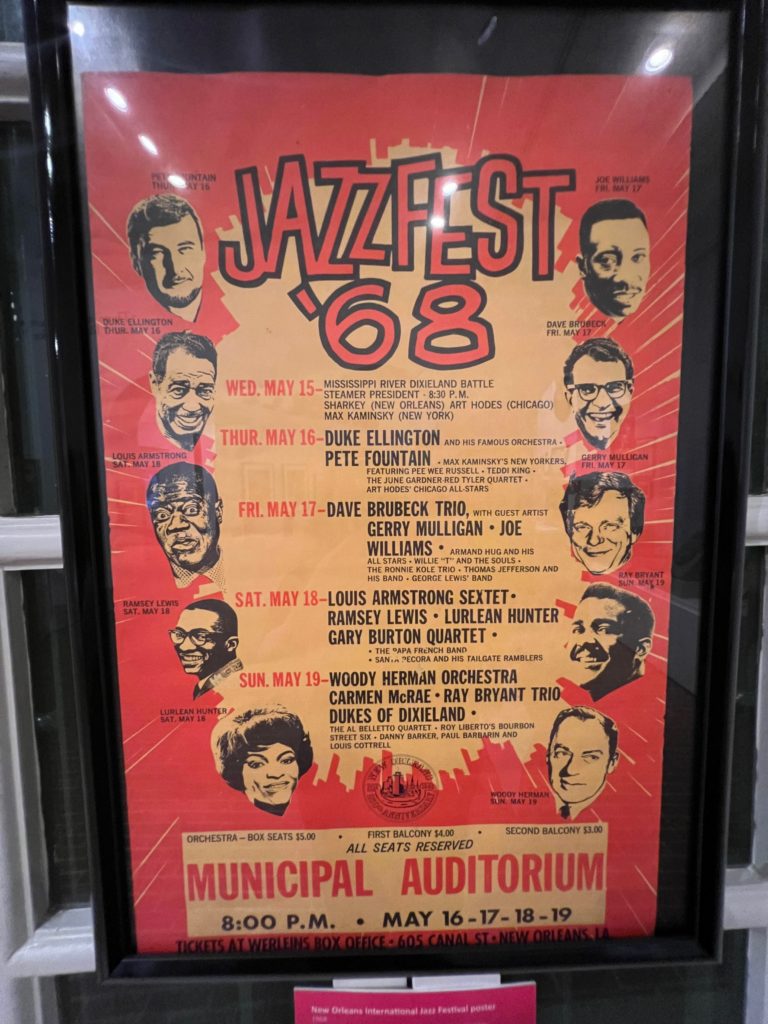 PETE FOUNTAIN
THUR. MAY 16
JOE WILLIAMS
FRI. MAY 17
JAZZFEST
'68
DUKE ELLINGTON
THUR. MAY 16
DAVE BRUBECK
FRI. MAY 17
WED. MAY 15–MISSISSIPPI RIVER DIXIELAND BATTLE
STEAMER PRESIDENT - 8:30 P.M.
SHARKEY (NEW ORLEANS) ART HODES (CHICAGO)
MAX KAMINSKY (NEW YORK)
THUR. MAY 16–DUKE ELLINGTON AND HIS FAMOUS ORCHESTRA •
PETE FOUNTAIN • MAX KAMINSKY'S NEW YORKERS,
FEATURING PEE WEE RUSSELL • TEDDI KING •
THE JUNE GARDNER-RED TYLER QUARTET •
ART HODES' CHICAGO ALL-STARS
LOUIS ARMSTRONG
SAT. MAY 18
GERRY MULLIGAN
FRI. MAY 17
FRI. MAY 17–DAVE BRUBECK TRIO, WITH GUEST ARTIST
GERRY MULLIGAN • JOE
WILLIAMS • ARMAND HUG AND HIS
ALL STARS • WILLIE "T" AND THE SOULS •
THE RONNIE KOLE TRIO • THOMAS JEFFERSON AND
HIS BAND • GEORGE LEWIS' BAND
RAY BRYANT
SUN. MAY 19
RAMSEY LEWIS
SAT. MAY 18
SAT. MAY 18–LOUIS ARMSTRONG SEXTET•
RAMSEY LEWIS • LURLEAN HUNTER
GARY BURTON QUARTET •
• THE PAPA FRENCH BAND
• SANTA PECORA AND HIS TAILGATE RAMBLERS
LURLEAN HUNTER
SAT. MAY 18
SUN. MAY 19–WOODY HERMAN ORCHESTRA
CARMEN McRAE • RAY BRYANT TRIO
DUKES OF DIXIELAND •
THE AL BELLETTO QUARTET • ROY LIBERTO'S BOURBON
STREET SIX • DANNY BARKER, PAUL BARBARIN AND
LOUIS COTTRELL
WOODY HERMAN
SUN. MAY 19
NEW ORLEANS
ANNIVERSARY
ORCHESTRA – BOX SEATS $5.00 • FIRST BALCONY $4.00 • SECOND BALCONY $3.00
ALL SEATS RESERVED
MUNICIPAL AUDITORIUM
8:00 P.M. • MAY 16-17-18-19
TICKETS AT WERLEINS BOX OFFICE • 605 CANAL ST • NEW ORLEANS, LA.
New Orleans International Jazz Festival poster
1968